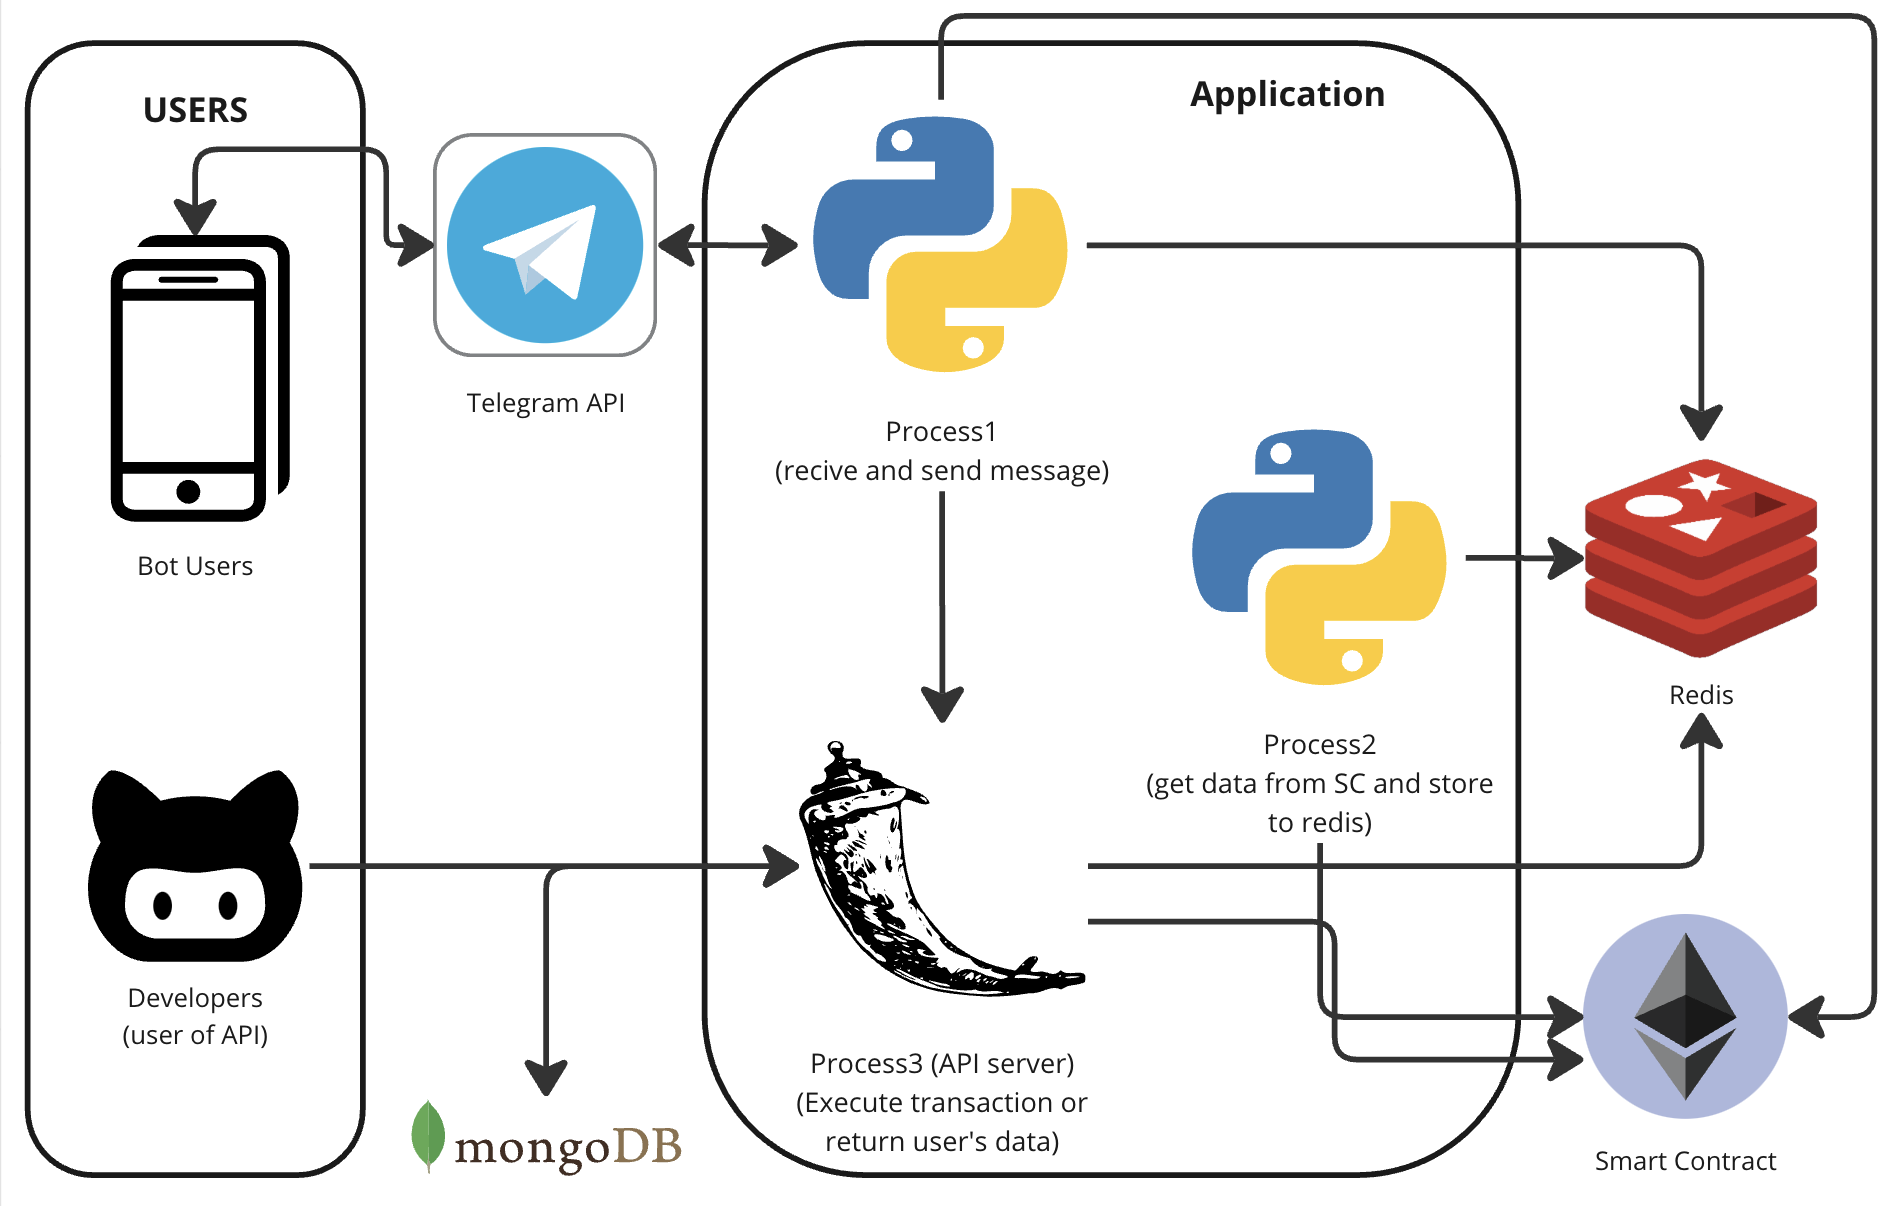 USERS
Application
Telegram API
Process1
(recive and send message)
Bot Users
Redis
Process2
(get data from SC and store
to redis)
Developers
(user of API)
Process3 (API server)
(Execute transaction or
return user's data)
mongoDB
Smart Contract